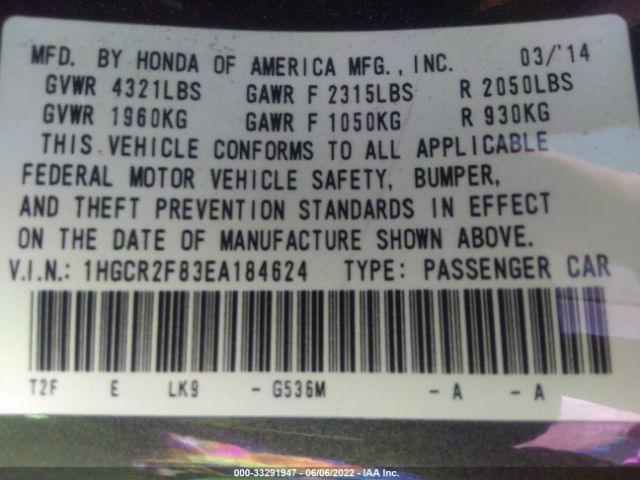 MFD. BY HONDA OF AMERICA MFG., INC. 03/'14
GVWR 4321LBS GAWR F 2315LBS R 2050LBS
GVWR 1960KG GAWR F 1050KG R 930KG
THIS VEHICLE CONFORMS TO ALL APPLICABLE
FEDERAL MOTOR VEHICLE SAFETY, BUMPER,
AND THEFT PREVENTION STANDARDS IN EFFECT
ON THE DATE OF MANUFACTURE SHOWN ABOVE.
V.I.N.: 1HGCR2F83EA184624 TYPE: PASSENGER CAR
T2F E LK9 - G536M - A - A
000-33291947 - 06/06/2022 - IAA Inc.